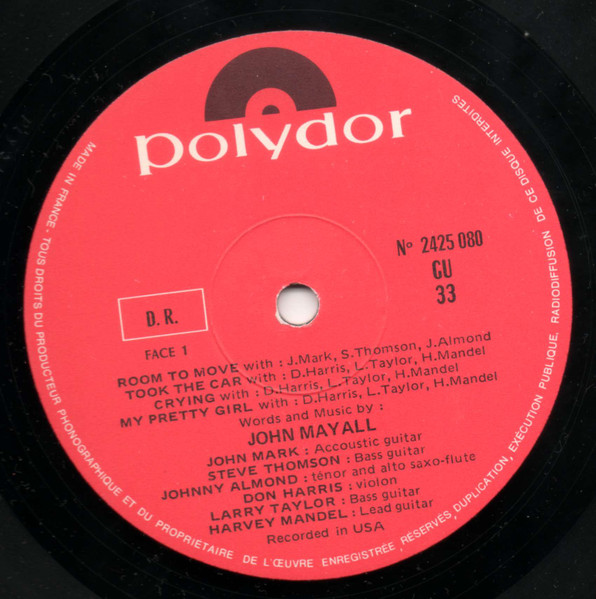 polydor
Nº 2425 080
GU
33
D. R.
FACE 1
ROOM TO MOVE with : J.Mark, S.Thomson, J.Almond
TOOK THE CAR with : D.Harris, L.Taylor, H.Mandel
CRYING with : D.Harris, L.Taylor, H.Mandel
MY PRETTY GIRL with : D.Harris, L.Taylor, H.Mandel
Words and Music by :
JOHN MAYALL
JOHN MARK : Accoustic guitar
STEVE THOMSON : Bass guitar
JOHNNY ALMOND : ténor and alto saxo-flute
DON HARRIS : violon
LARRY TAYLOR : Bass guitar
HARVEY MANDEL : Lead guitar
Recorded in USA
MADE IN FRANCE - TOUS DROITS DU PRODUCTEUR PHONOGRAPHIQUE ET DU PROPRIETAIRE DE L'ŒUVRE ENREGISTRÉE, RÉSERVÉS, DUPLICATION, EXÉCUTION PUBLIQUE, RADIODIFFUSION DE CE DISQUE INTERDITES